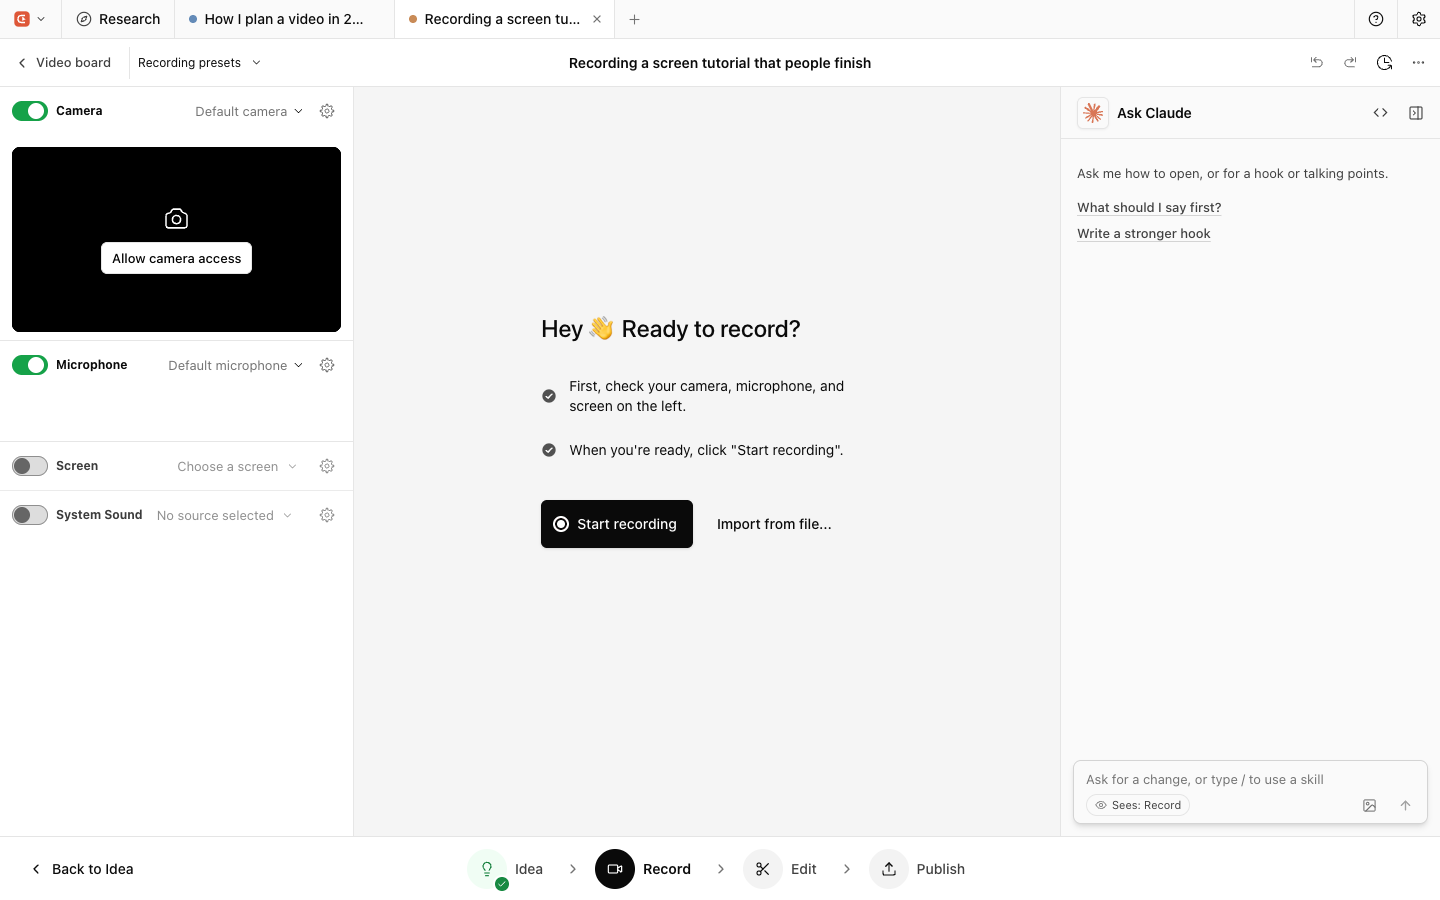 Research
How I plan a video in 2...
Recording a screen tu...
Video board
Recording presets
Recording a screen tutorial that people finish
Camera
Default camera
Allow camera access
Microphone
Default microphone
Screen
Choose a screen
System Sound
No source selected
Hey 👋 Ready to record?
First, check your camera, microphone, and
screen on the left.
When you're ready, click "Start recording".
Start recording
Import from file...
Ask Claude
Ask me how to open, or for a hook or talking points.
What should I say first?
Write a stronger hook
Ask for a change, or type / to use a skill
Sees: Record
Back to Idea
Idea
Record
Edit
Publish